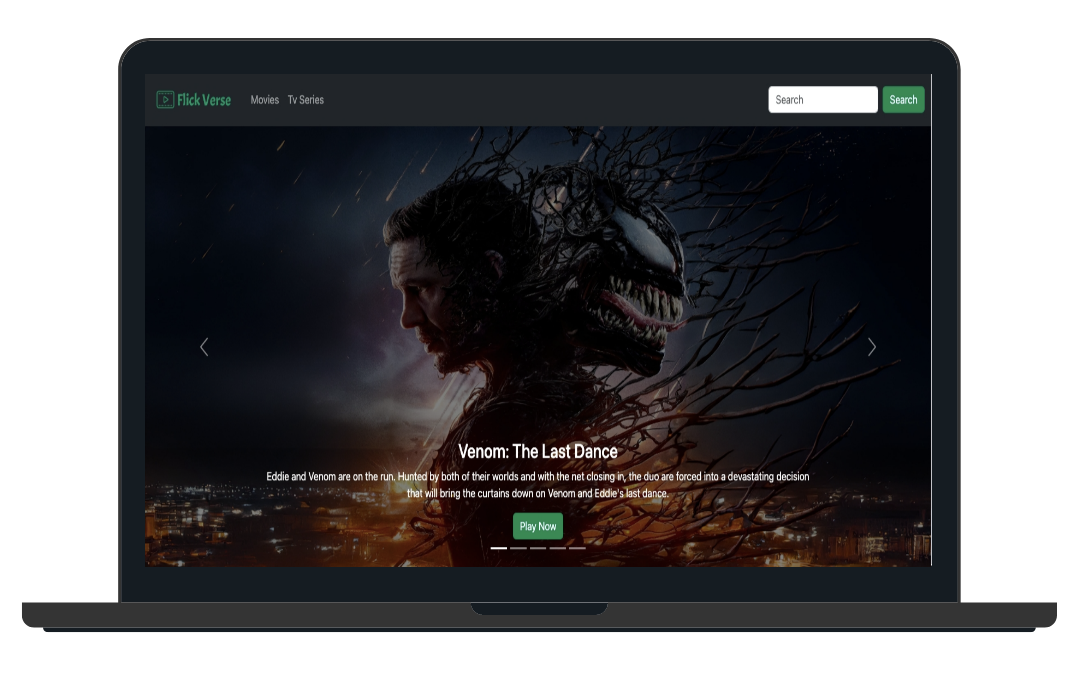 Flick Verse
Movies
Tv Series
Search
Search
Venom: The Last Dance
Eddie and Venom are on the run. Hunted by both of their worlds and with the net closing in, the duo are forced into a devastating decision
that will bring the curtains down on Venom and Eddie's last dance.
Play Now